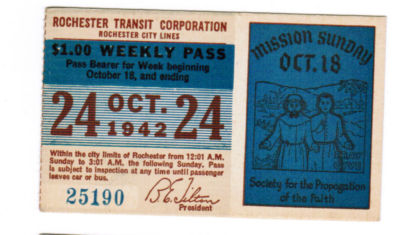 ROCHESTER TRANSIT CORPORATION
ROCHESTER CITY LINES
$1.00 WEEKLY PASS
Pass Bearer for Week beginning
October 18, and ending
24 OCT. 1942 24
Within the city limits of Rochester from 12:01 A.M.
Sunday to 3:01 A.M. the following Sunday. Pass
is subject to inspection at any time until passenger
leaves car or bus.
25190
B.E. Tilton
President
Mission Sunday
OCT. 18
Society for the Propagation
of the Faith